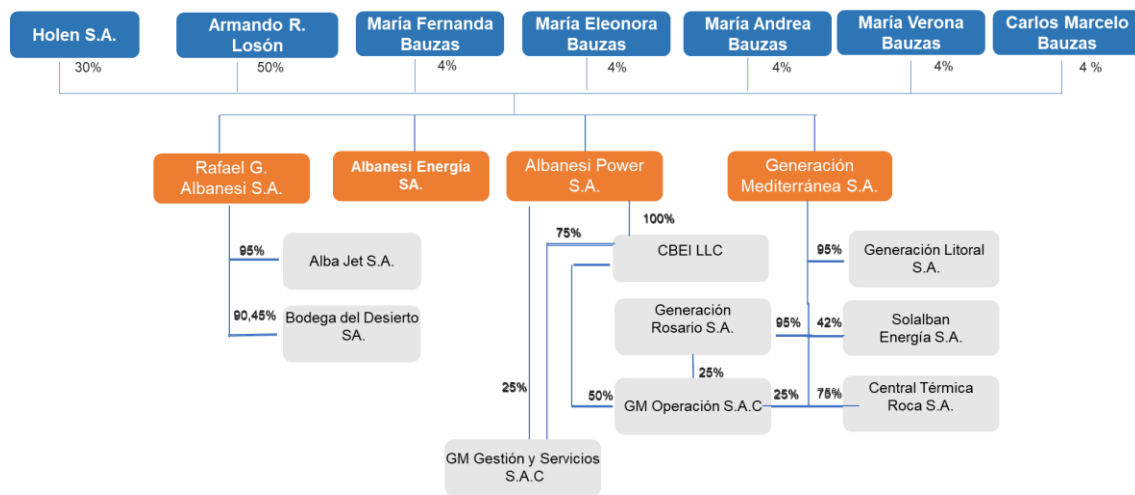 Holen S.A.
Armando R.
Losón
María Fernanda
Bauzas
María Eleonora
Bauzas
María Andrea
Bauzas
María Verona
Bauzas
Carlos Marcelo
Bauzas
30%
50%
4%
4%
4%
4%
4 %
Rafael G.
Albanesi S.A.
Albanesi Energía
SA.
Albanesi Power
S.A.
Generación
Mediterránea S.A.
100%
75%
95%
Alba Jet S.A.
CBEI LLC
95%
Generación Litoral
S.A.
90,45%
Bodega del Desierto
SA.
Generación
Rosario S.A.
95%
42%
Solalban
Energía S.A.
25%
25%
50%
GM Operación S.A.C
25%
75%
Central Térmica
Roca S.A.
GM Gestión y Servicios
S.A.C